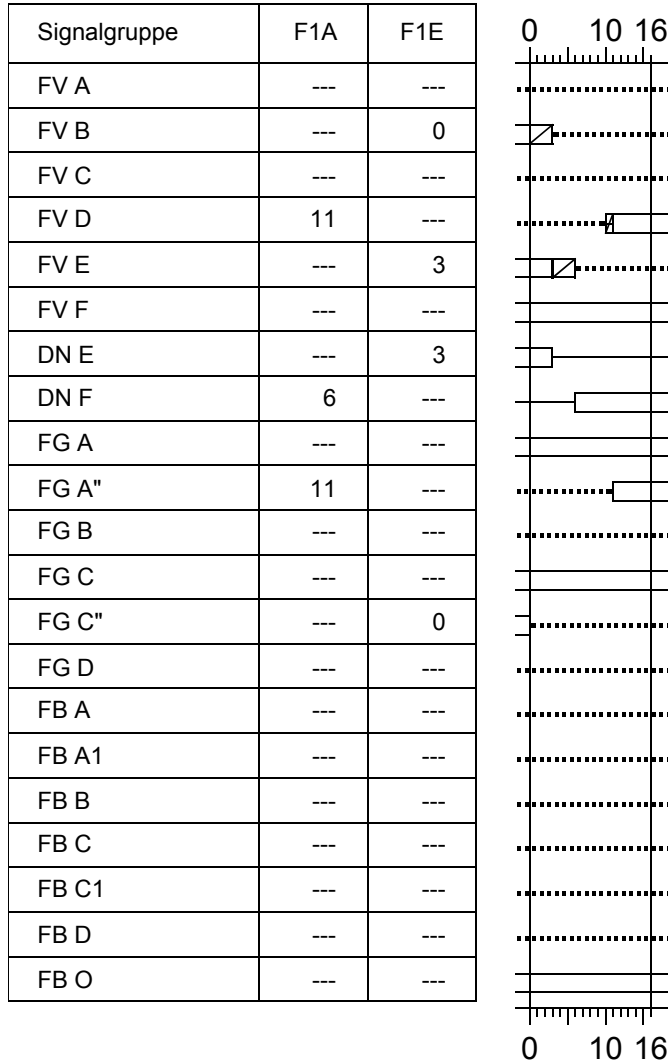 Signalgruppe F1A F1E 0 10 16
FV A --- ---
FV B --- 0
FV C --- ---
FV D 11 ---
FV E --- 3
FV F --- ---
DN E --- 3
DN F 6 ---
FG A --- ---
FG A" 11 ---
FG B --- ---
FG C --- ---
FG C" --- 0
FG D --- ---
FB A --- ---
FB A1 --- ---
FB B --- ---
FB C --- ---
FB C1 --- ---
FB D --- ---
FB O --- ---
0 10 16